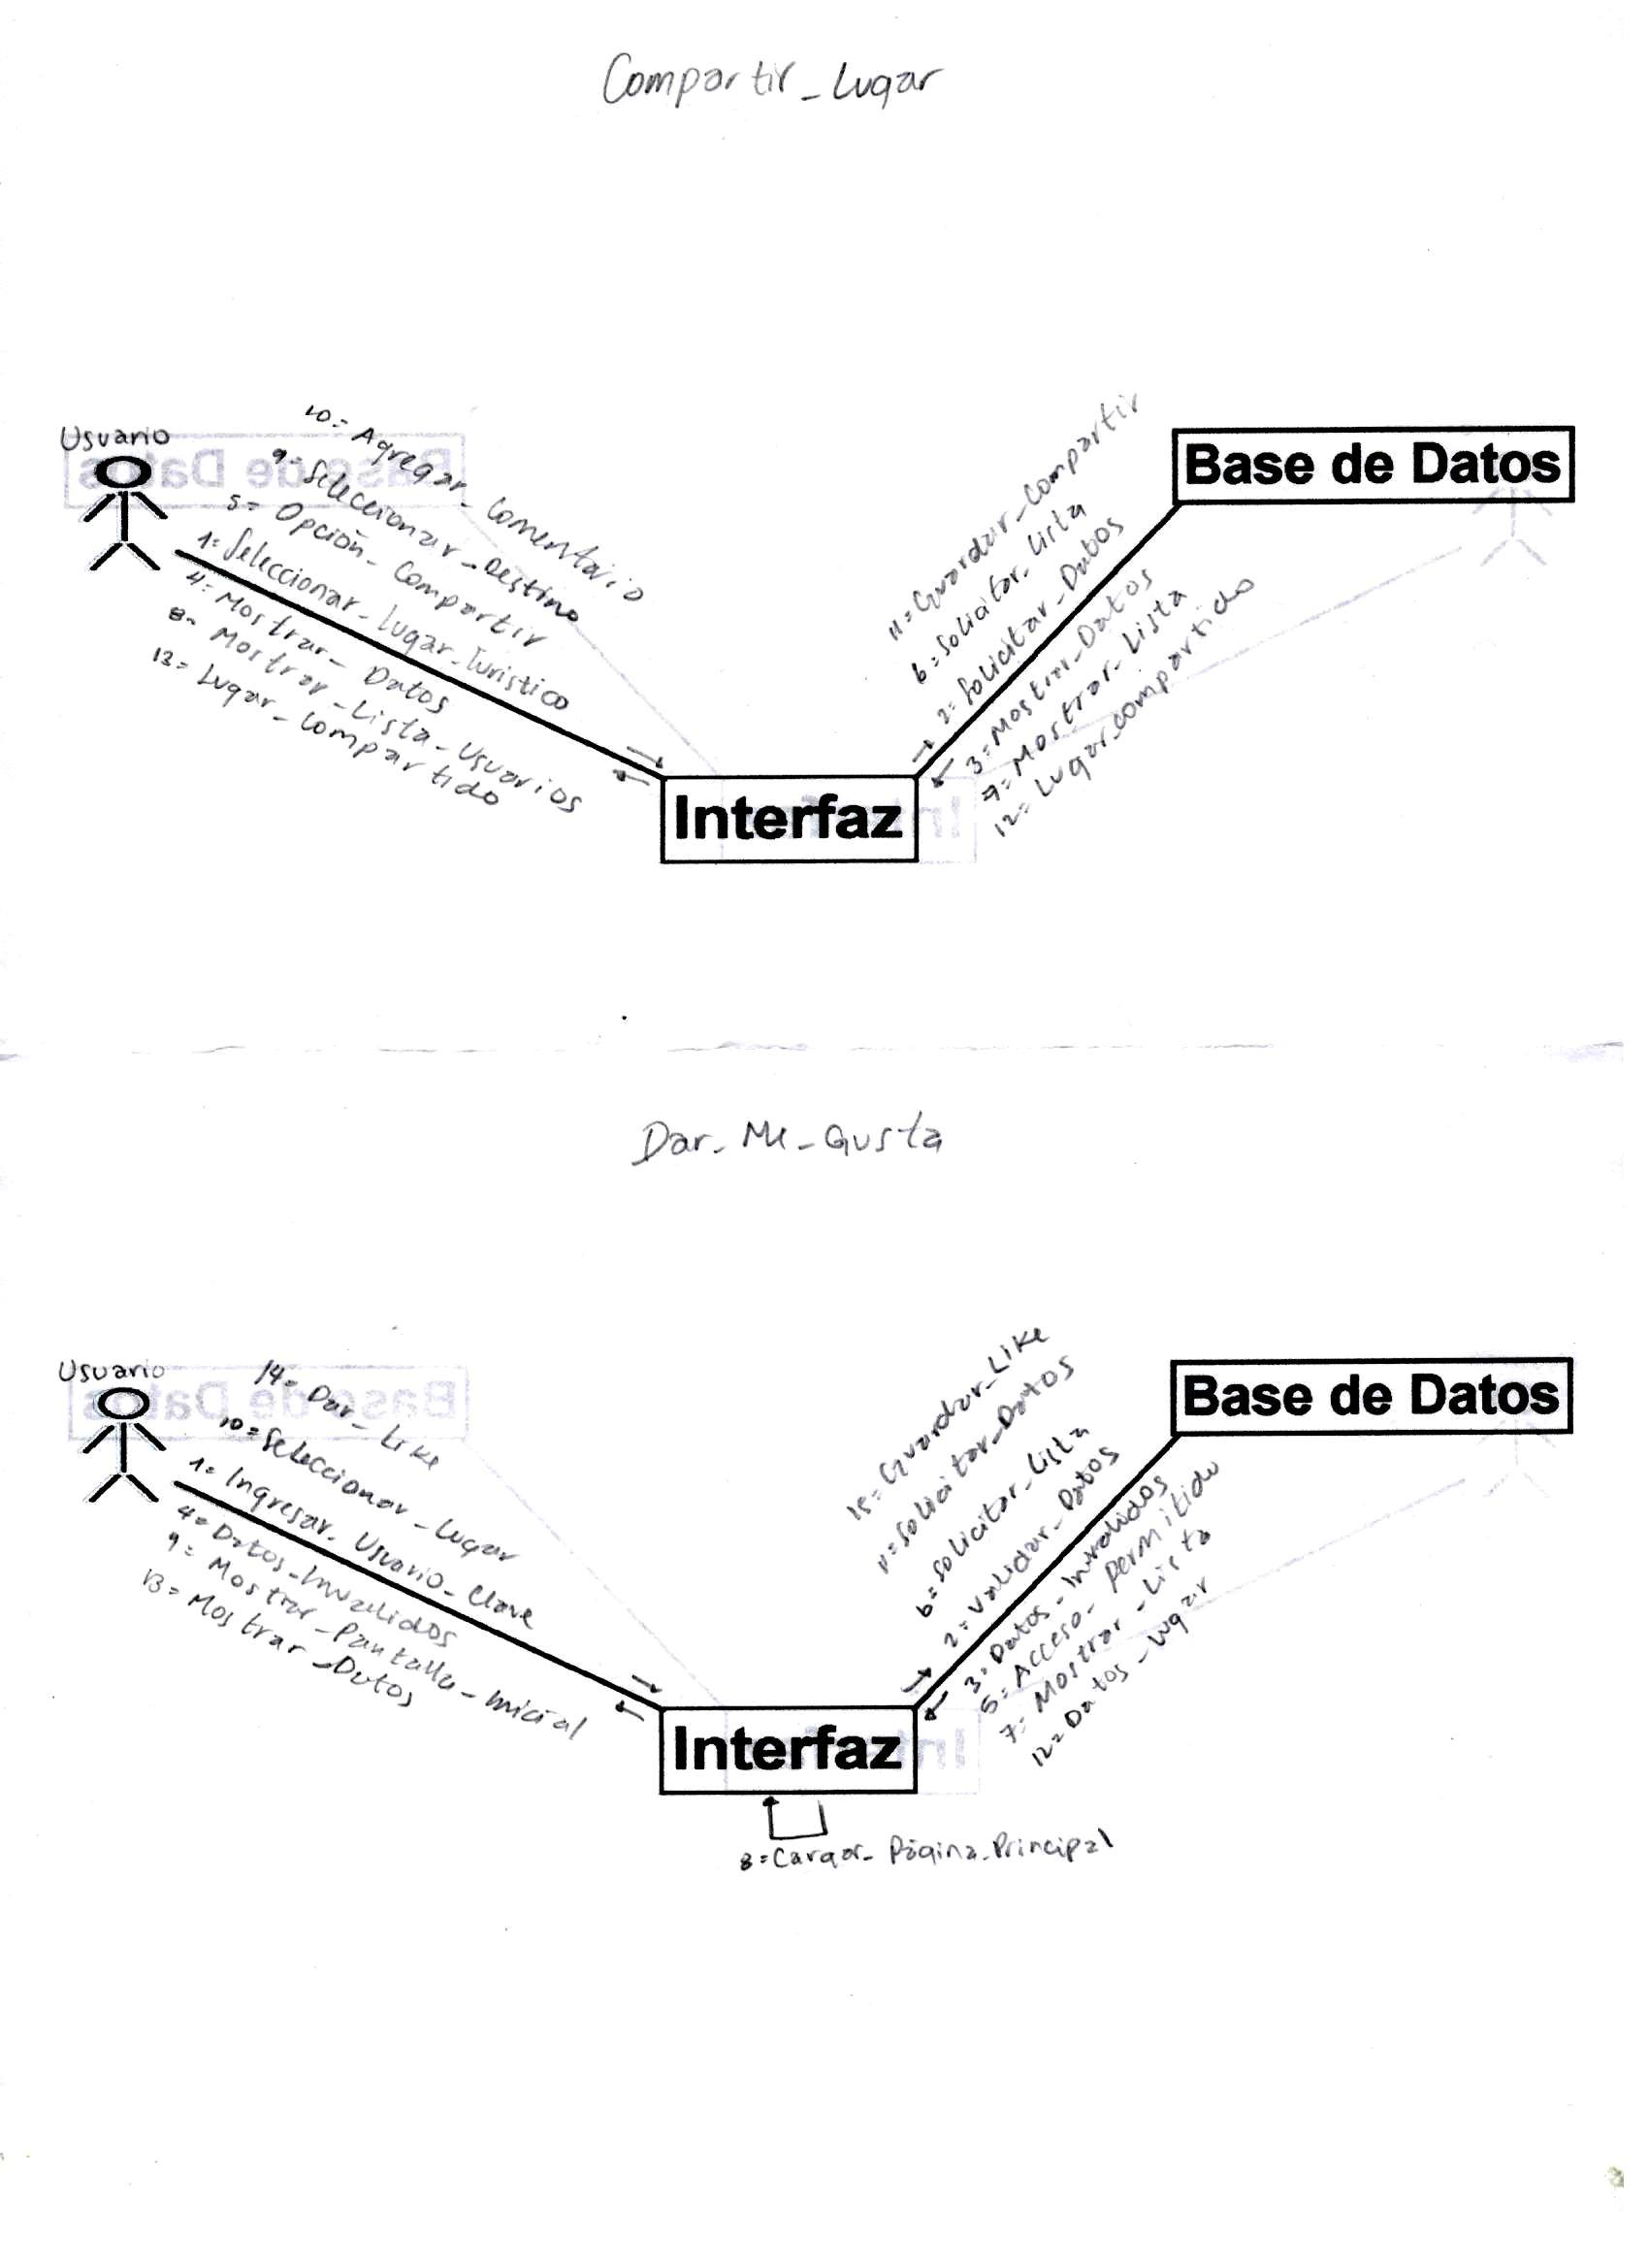 Compartir_Lugar
Usuario
10= Agregar_Comentario
9= Seleccionar_Destino
5= Opción_Compartir
1= Seleccionar_Lugar_Turistico
4= Mostrar_Datos
8= Mostrar_Lista_Usuarios
13= Lugar_Compartido
11= Guardar_Compartir
6= Solicitar_Lista
2= Solicitar_Datos
3= Mostrar_Datos
7= Mostrar_Lista
12= Lugar_compartido
Base de Datos
Interfaz
Dar_Me_Gusta
Usuario
14= Dar_Like
10= Seleccionar_Lugar
1= Ingresar_Usuario_Clave
4= Datos_Invalidos
9= Mostrar_Pantalla_Inicial
13= Mostrar_Datos
15= Guardar_Like
11= Solicitar_Datos
6= Solicitar_Lista
2= Validar_Datos
3= Datos_Invalidos
5= Acceso_Permitido
7= Mostrar_Lista
12= Datos_Lugar
Base de Datos
Interfaz
8= Cargar_Página_Principal